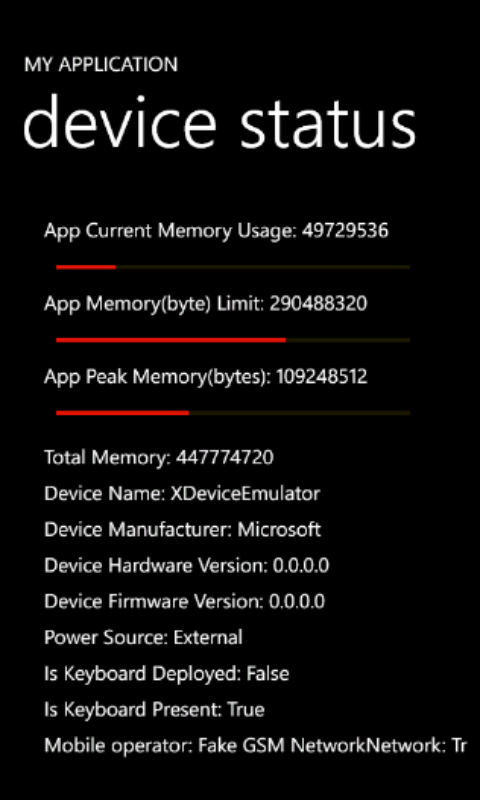 MY APPLICATION
device status
App Current Memory Usage: 49729536
App Memory(byte) Limit: 290488320
App Peak Memory(bytes): 109248512
Total Memory: 447774720
Device Name: XDeviceEmulator
Device Manufacturer: Microsoft
Device Hardware Version: 0.0.0.0
Device Firmware Version: 0.0.0.0
Power Source: External
Is Keyboard Deployed: False
Is Keyboard Present: True
Mobile operator: Fake GSM NetworkNetwork: Tr